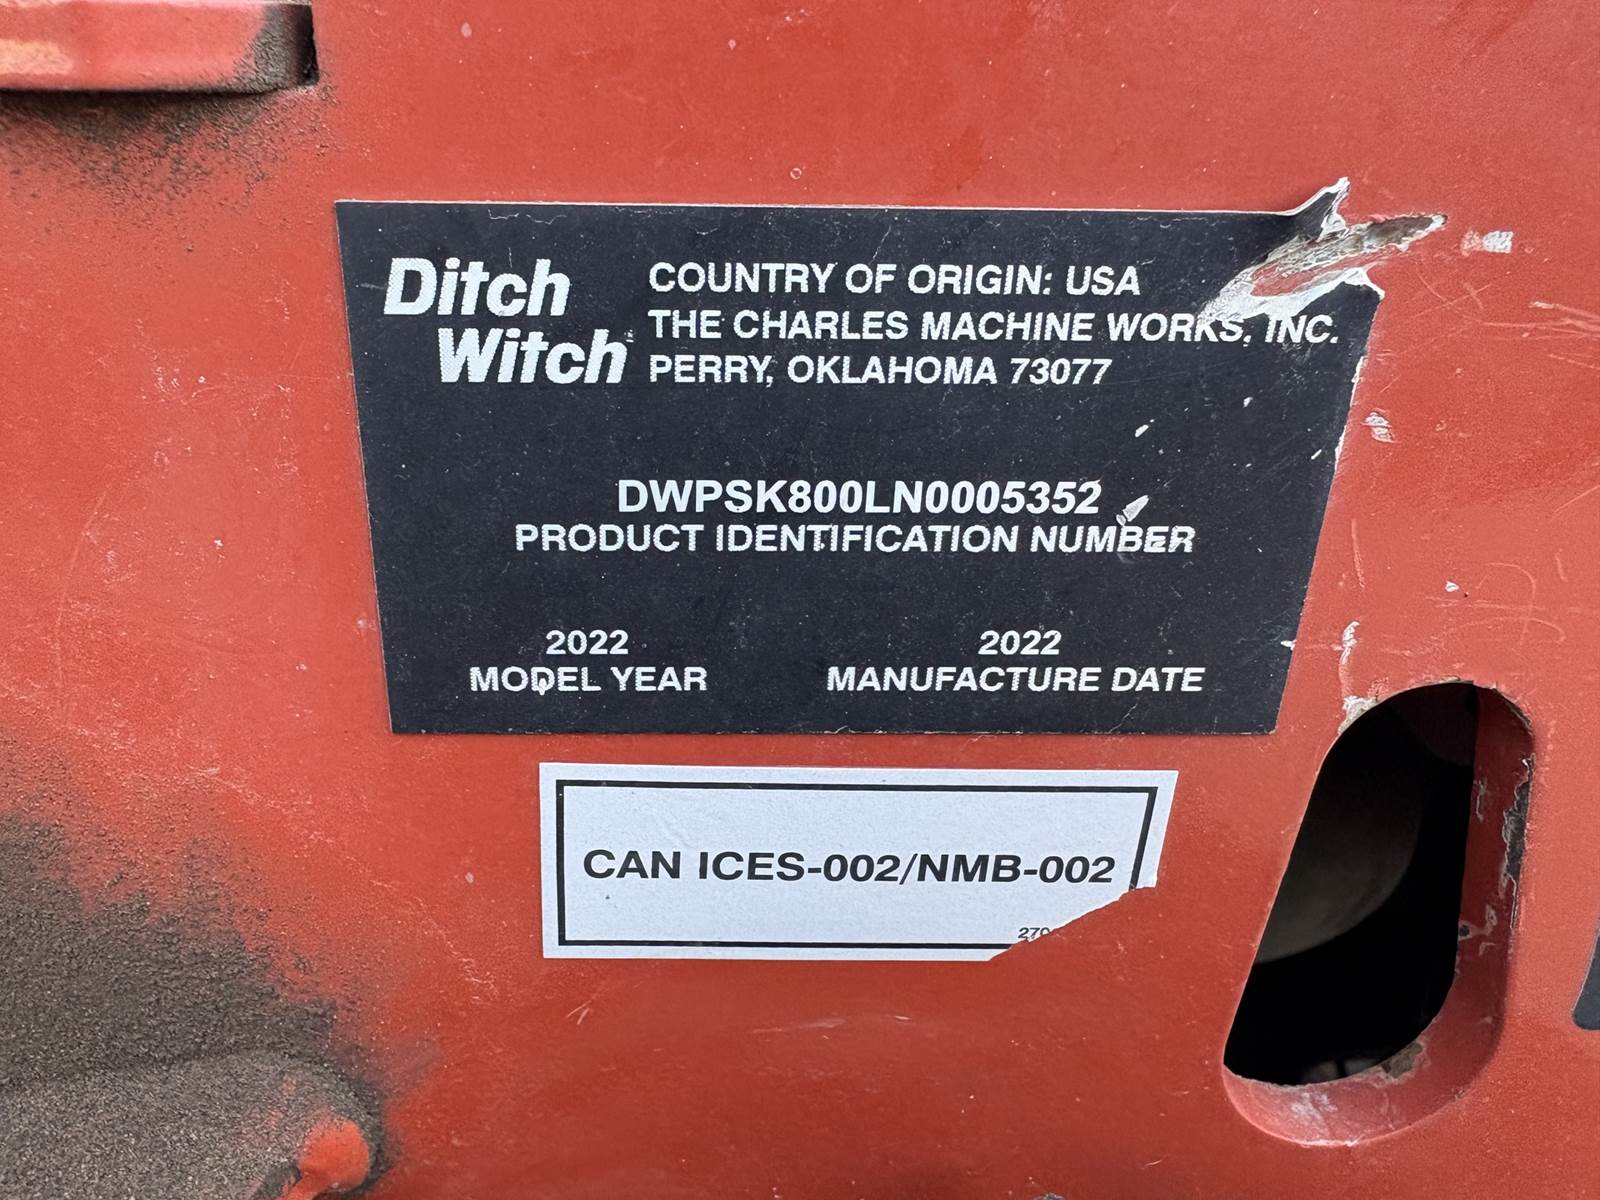 Ditch
Witch
COUNTRY OF ORIGIN: USA
THE CHARLES MACHINE WORKS, INC.
PERRY, OKLAHOMA 73077
DWPSK800LN0005352
PRODUCT IDENTIFICATION NUMBER
2022
MODEL YEAR
2022
MANUFACTURE DATE
CAN ICES-002/NMB-002